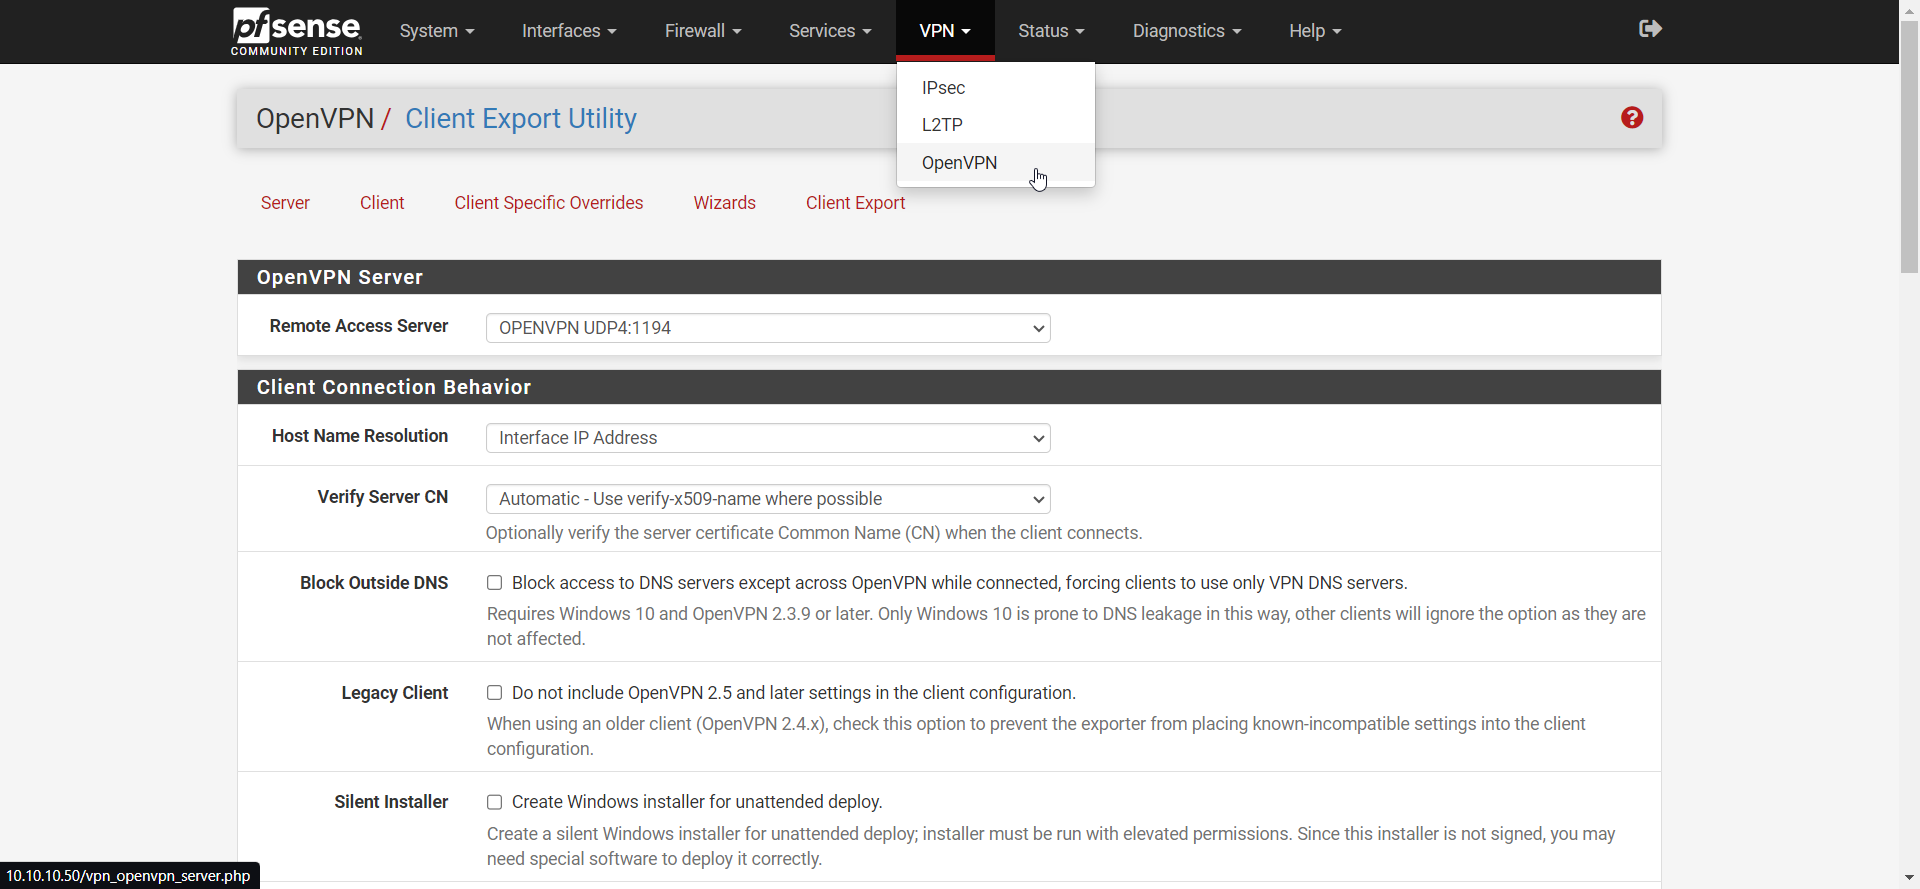 pfsense
COMMUNITY EDITION
System
Interfaces
Firewall
Services
VPN
Status
Diagnostics
Help
IPsec
L2TP
OpenVPN
OpenVPN / Client Export Utility
Server
Client
Client Specific Overrides
Wizards
Client Export
OpenVPN Server
Remote Access Server
OPENVPN UDP4:1194
Client Connection Behavior
Host Name Resolution
Interface IP Address
Verify Server CN
Automatic - Use verify-x509-name where possible
Optionally verify the server certificate Common Name (CN) when the client connects.
Block Outside DNS
Block access to DNS servers except across OpenVPN while connected, forcing clients to use only VPN DNS servers.
Requires Windows 10 and OpenVPN 2.3.9 or later. Only Windows 10 is prone to DNS leakage in this way, other clients will ignore the option as they are
not affected.
Legacy Client
Do not include OpenVPN 2.5 and later settings in the client configuration.
When using an older client (OpenVPN 2.4.x), check this option to prevent the exporter from placing known-incompatible settings into the client
configuration.
Silent Installer
Create Windows installer for unattended deploy.
Create a silent Windows installer for unattended deploy; installer must be run with elevated permissions. Since this installer is not signed, you may
need special software to deploy it correctly.
10.10.10.50/vpn_openvpn_server.php